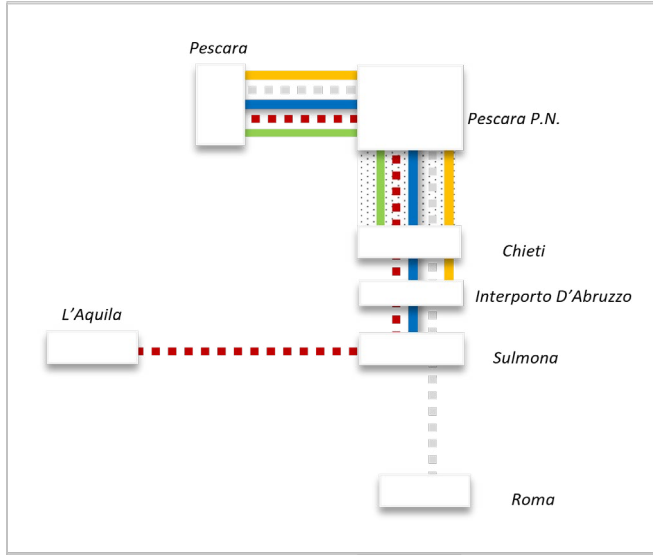 Pescara
Pescara P.N.
Chieti
Interporto D'Abruzzo
L'Aquila
Sulmona
Roma